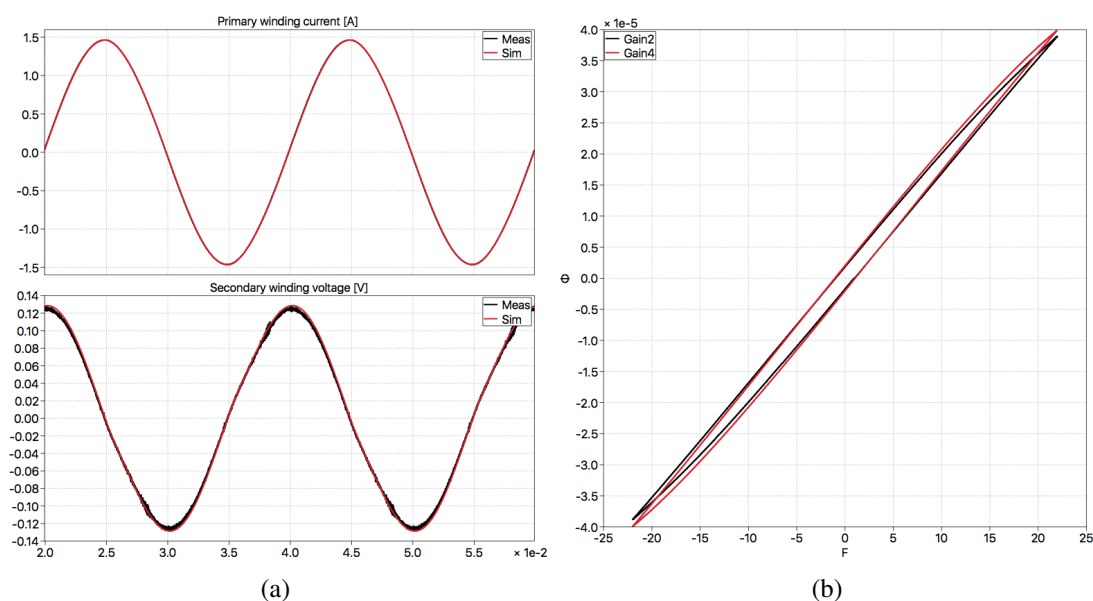 Primary winding current [A]
1.5
1.0
0.5
0.0
-0.5
-1.0
-1.5
Meas
Sim
Secondary winding voltage [V]
0.14
0.12
0.10
0.08
0.06
0.04
0.02
0.00
-0.02
-0.04
-0.06
-0.08
-0.10
-0.12
-0.14
Meas
Sim
2.0 2.5 3.0 3.5 4.0 4.5 5.0 5.5 × 1e-2
(a)
× 1e-5
4.0
3.5
3.0
2.5
2.0
1.5
1.0
0.5
0.0
-0.5
-1.0
-1.5
-2.0
-2.5
-3.0
-3.5
-4.0
Φ
Gain2
Gain4
-25 -20 -15 -10 -5 0 5 10 15 20 25
F
(b)